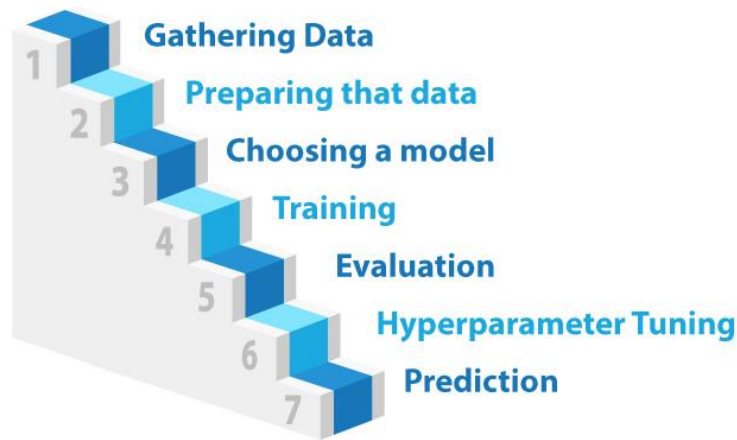 1 Gathering Data
2 Preparing that data
3 Choosing a model
4 Training
5 Evaluation
6 Hyperparameter Tuning
7 Prediction